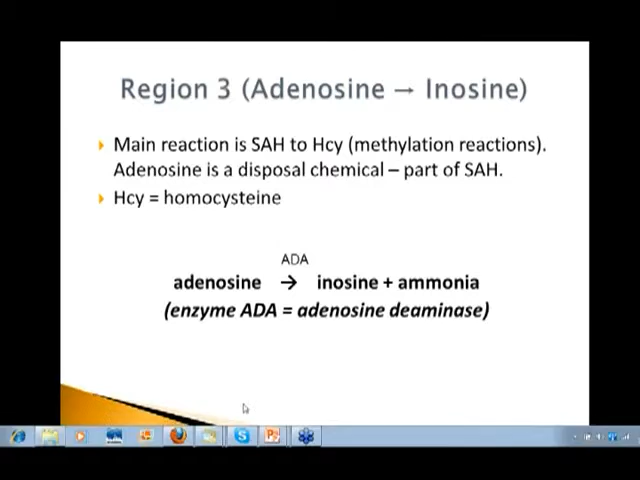 Region 3 (Adenosine → Inosine)
Main reaction is SAH to Hcy (methylation reactions).
Adenosine is a disposal chemical – part of SAH.
Hcy = homocysteine
ADA
adenosine → inosine + ammonia
(enzyme ADA = adenosine deaminase)